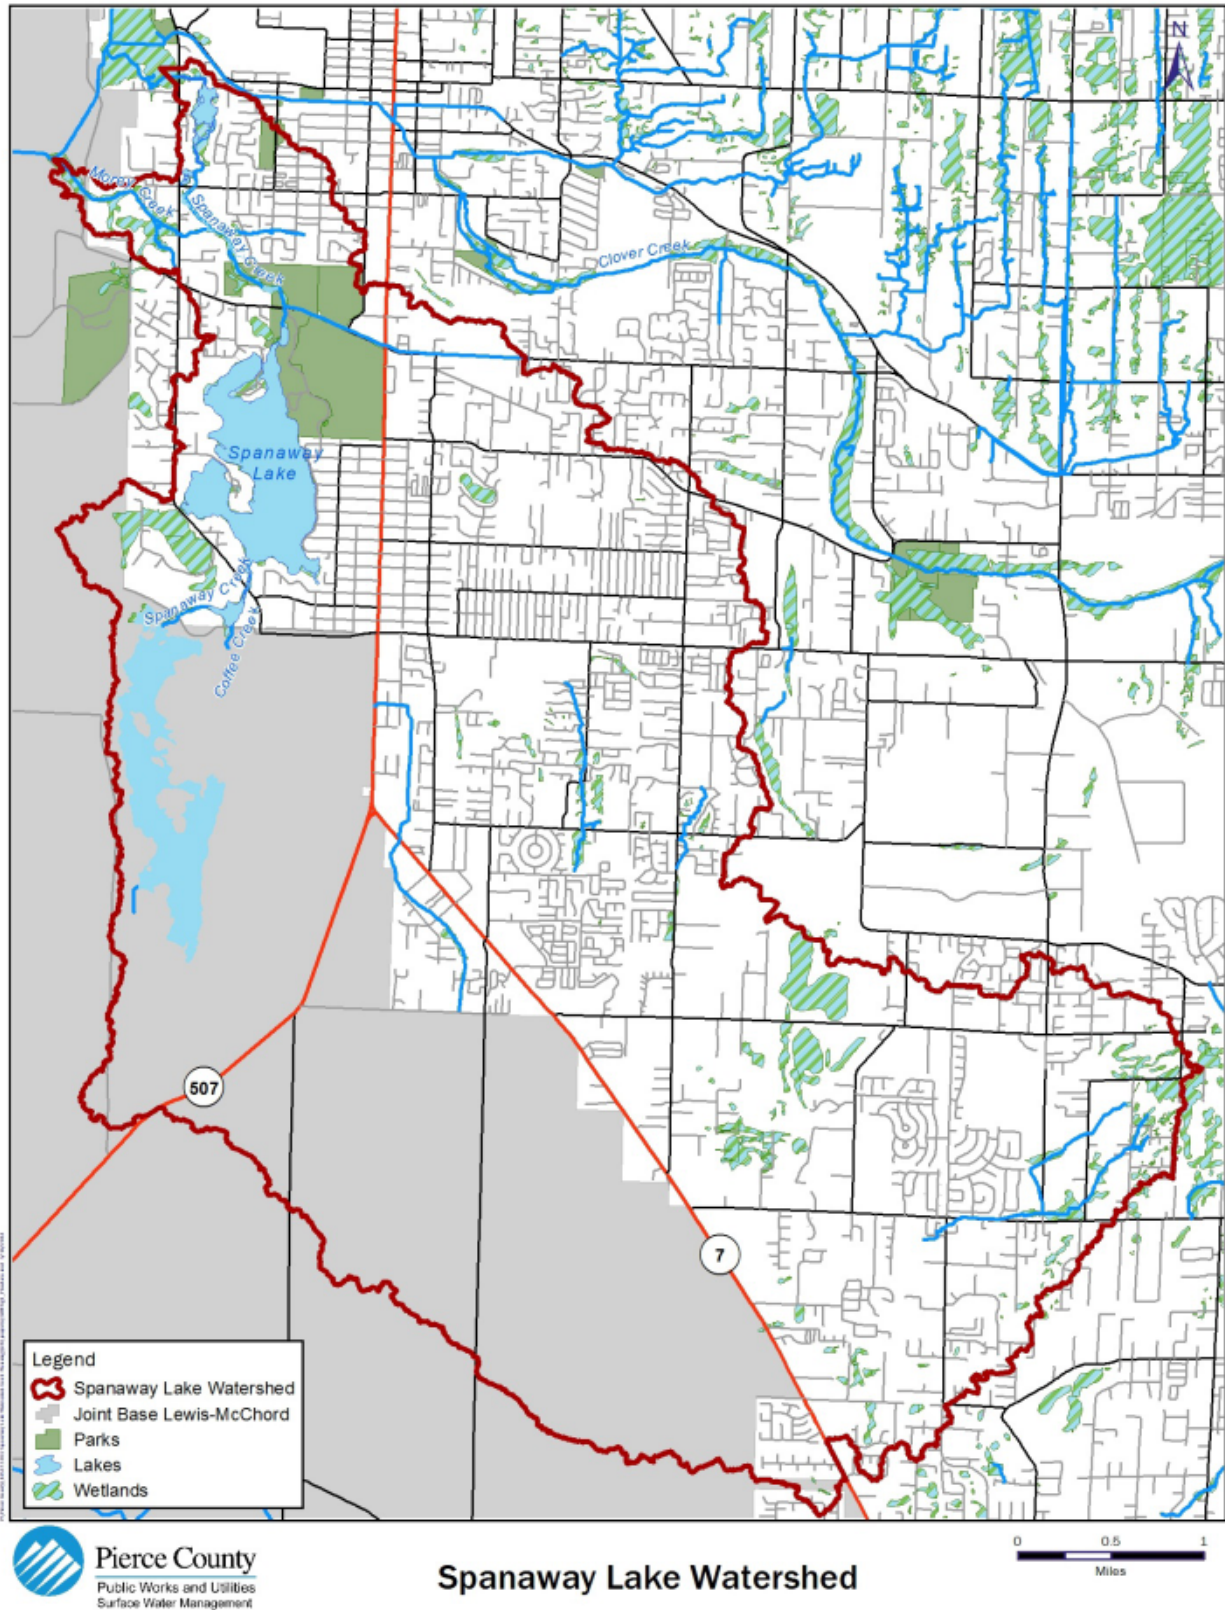 N
Morey Creek
Spanaway Creek
Clover Creek
Spanaway
Lake
Spanaway Creek
Coffee Creek
507
7
Legend
Spanaway Lake Watershed
Joint Base Lewis-McChord
Parks
Lakes
Wetlands
Pierce County
Public Works and Utilities
Surface Water Management
Spanaway Lake Watershed
0 0.5 1
Miles